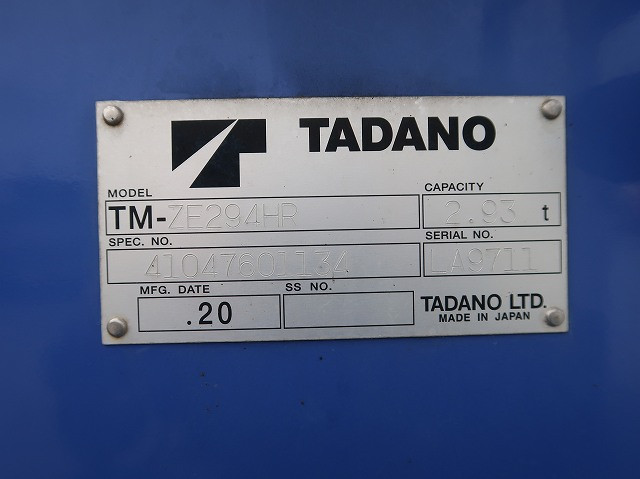 TADANO
MODEL
TM-ZE294HR
CAPACITY
2.93 t
SPEC. NO.
41047601134
SERIAL NO.
LA9711
MFG. DATE
.20
SS NO.
TADANO LTD.
MADE IN JAPAN